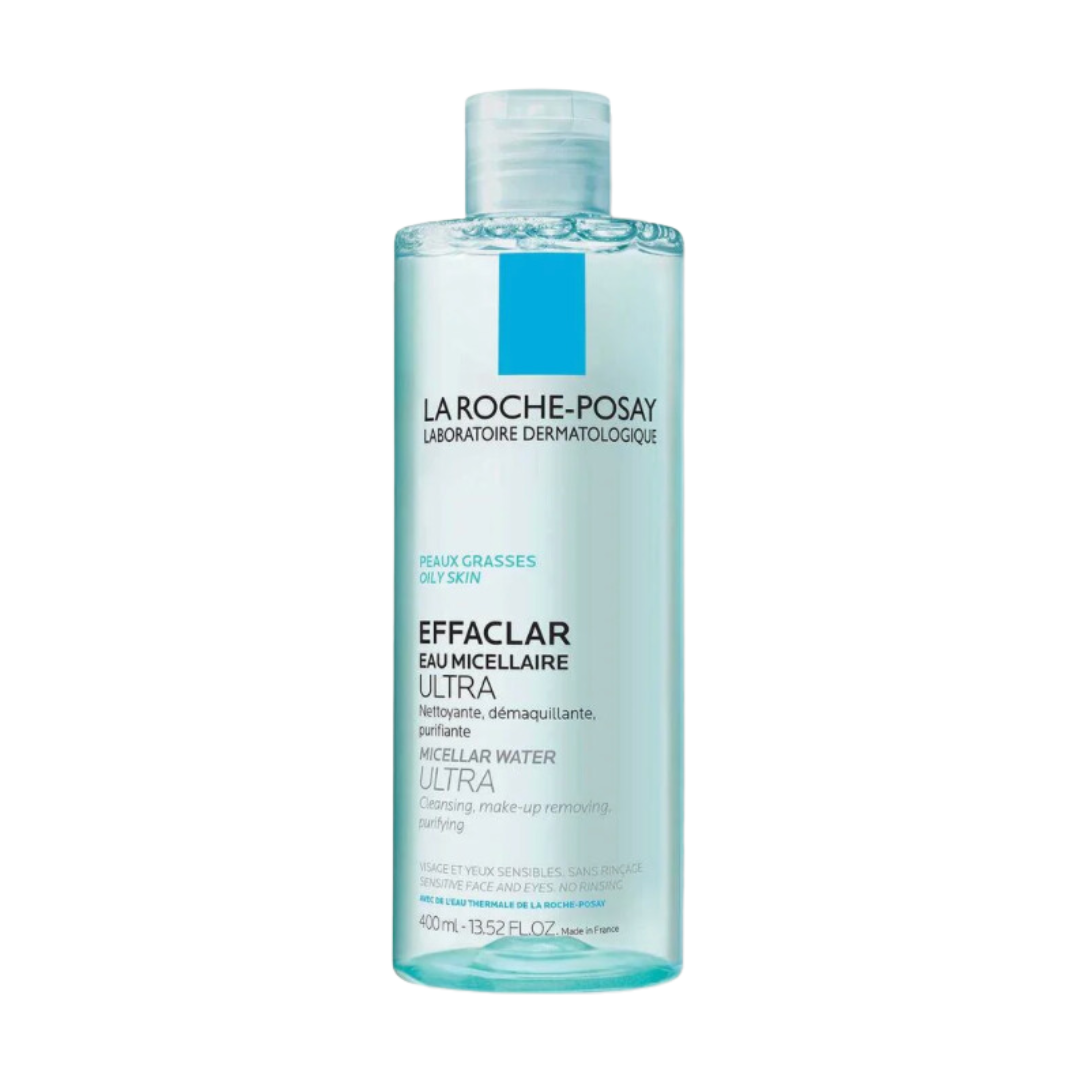 LA ROCHE-POSAY
LABORATOIRE DERMATOLOGIQUE
PEAUX GRASSES
OILY SKIN
EFFACLAR
EAU MICELLAIRE
ULTRA
Nettoyante, démaquillante,
purifiante
MICELLAR WATER
ULTRA
Cleansing, make-up removing,
purifying
VISAGE ET YEUX SENSIBLES. SANS RINÇAGE
SENSITIVE FACE AND EYES. NO RINSING
AVEC DE L'EAU THERMALE DE LA ROCHE-POSAY
400 ml - 13.52 FL.OZ. Made in France